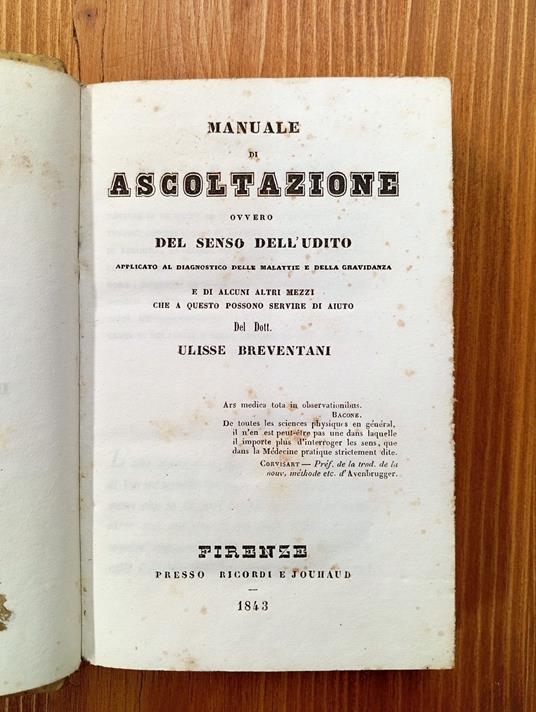 MANUALE
DI
ASCOLTAZIONE
OVVERO
DEL SENSO DELL'UDITO
APPLICATO AL DIAGNOSTICO DELLE MALATTIE E DELLA GRAVIDANZA
E DI ALCUNI ALTRI MEZZI
CHE A QUESTO POSSONO SERVIRE DI AIUTO
Del Dott.
ULISSE BREVENTANI
Ars medica tota in observationibus.
BACONE.
De toutes les sciences physiques en général,
il n'en est peut-être pas une dans laquelle
il importe plus d'interroger les sens, que
dans la Médecine pratique strictement dite.
CORVISART — Préf. de la trad. de la
nouv. méthode etc. d'Avenbrugger.
FIRENZE
PRESSO RICORDI E JOUHAUD
—
1843